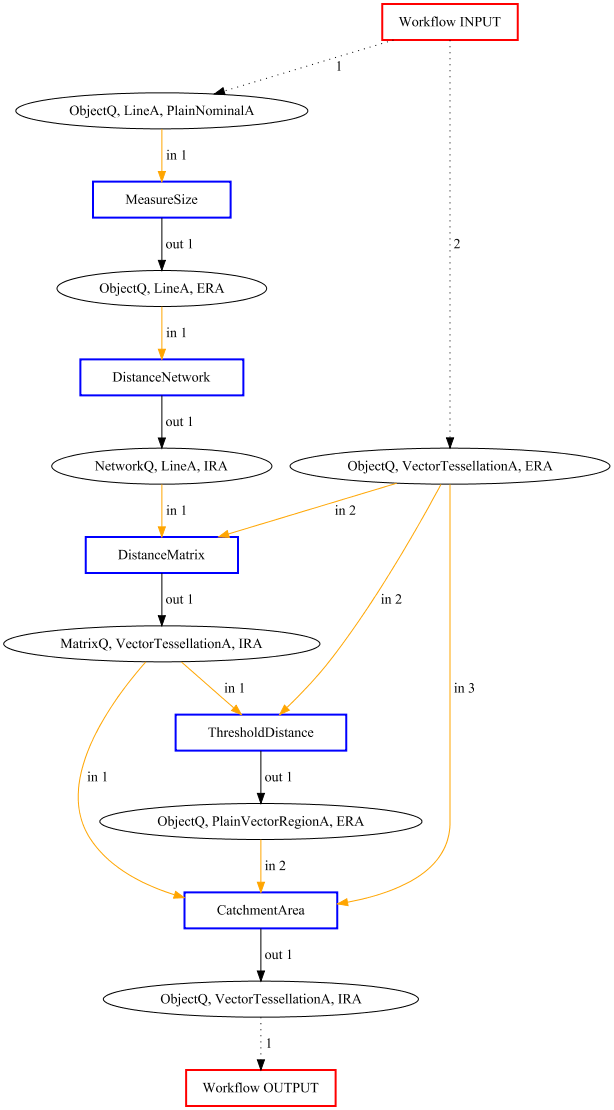 Workflow INPUT
1
ObjectQ, LineA, PlainNominalA
in 1
MeasureSize
2
out 1
ObjectQ, LineA, ERA
in 1
DistanceNetwork
out 1
NetworkQ, LineA, IRA
ObjectQ, VectorTessellationA, ERA
in 1
in 2
DistanceMatrix
out 1
in 2
MatrixQ, VectorTessellationA, IRA
in 1
in 3
ThresholdDistance
in 1
out 1
ObjectQ, PlainVectorRegionA, ERA
in 2
CatchmentArea
out 1
ObjectQ, VectorTessellationA, IRA
1
Workflow OUTPUT